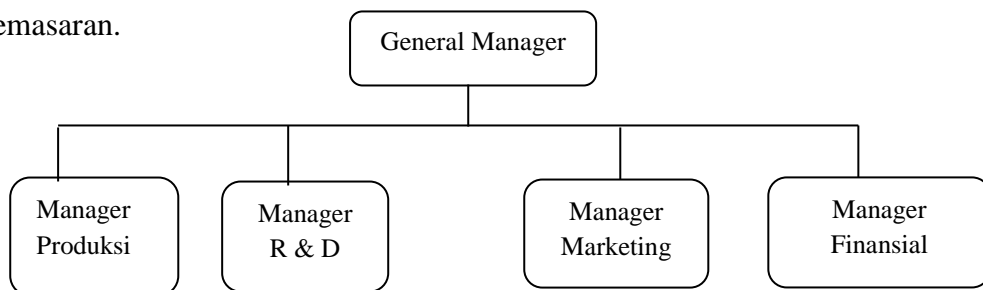 emasaran.
General Manager
Manager
Produksi
Manager
R & D
Manager
Marketing
Manager
Finansial